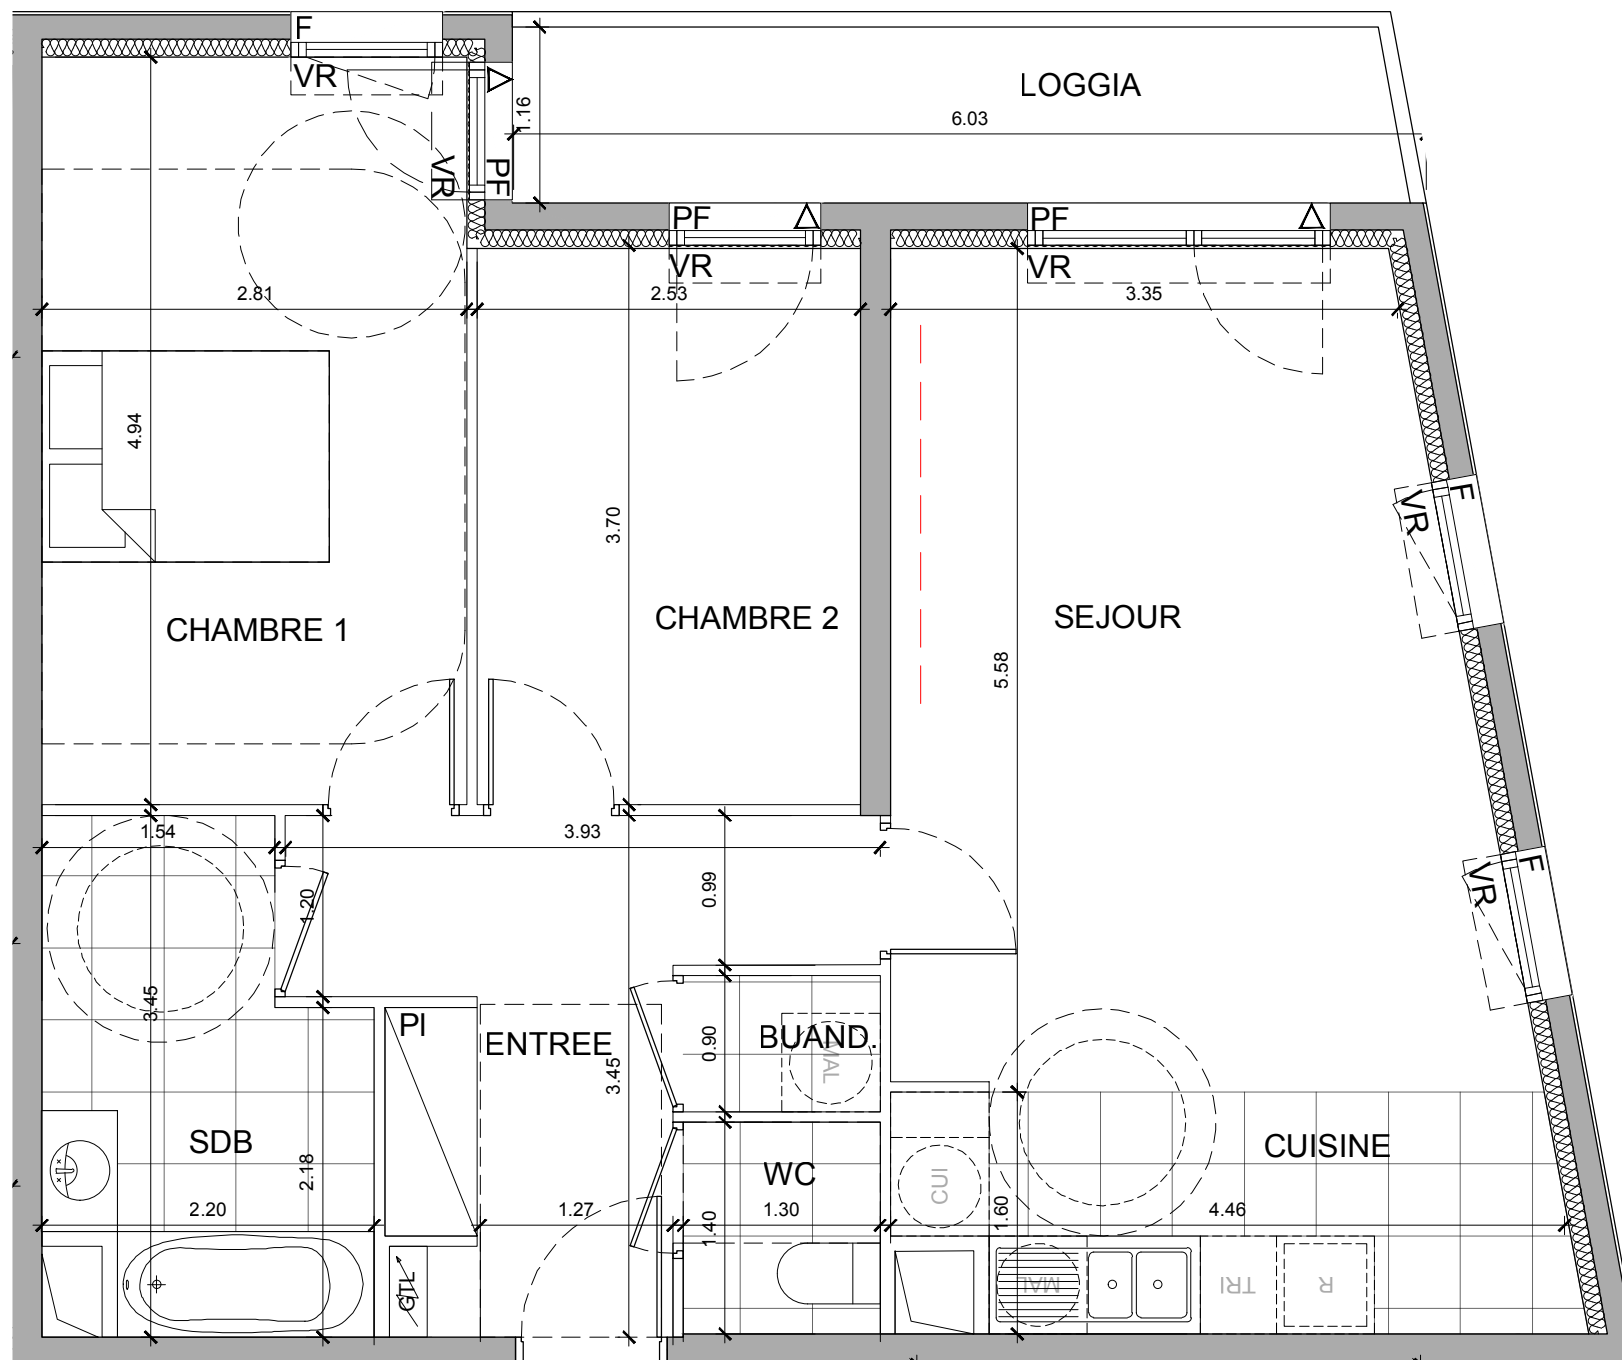 F
VR
LOGGIA
1.16
6.03
VR
PF
PF
PF
VR
VR
2.81
2.53
3.35
4.94
3.70
F
VR
CHAMBRE 1
CHAMBRE 2
SEJOUR
5.58
1.54
3.93
0.99
1.20
F
VR
3.45
PI
ENTREE
BUAND.
MAL
0.90
3.45
SDB
2.18
WC
CUISINE
CUI
2.20
1.27
1.40
1.30
1.60
4.46
GTL
MAL
TRI
R